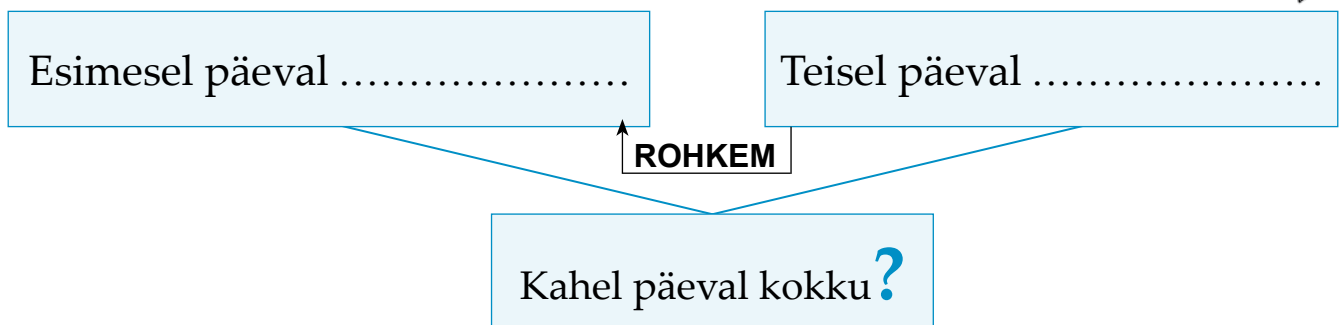 Esimesel päeval .....................
Teisel päeval .....................
ROHKEM
Kahel päeval kokku?